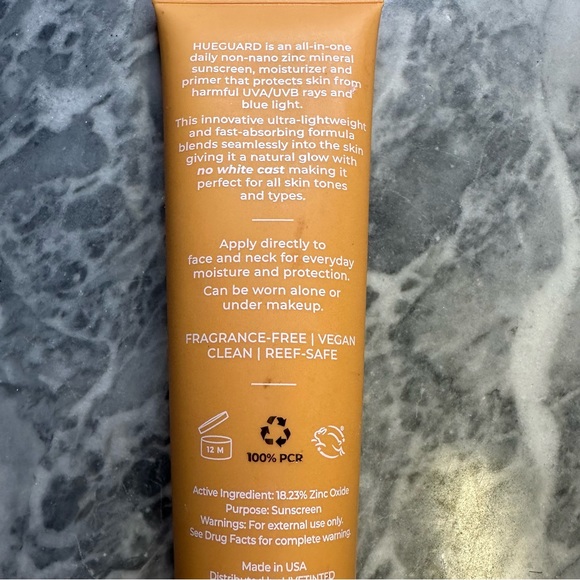 HUEGUARD is an all-in-one
daily non-nano zinc mineral
sunscreen, moisturizer and
primer that protects skin from
harmful UVA/UVB rays and
blue light.
This innovative ultra-lightweight
and fast-absorbing formula
blends seamlessly into the skin
giving it a natural glow with
no white cast making it
perfect for all skin tones
and types.
Apply directly to
face and neck for everyday
moisture and protection.
Can be worn alone or
under makeup.
FRAGRANCE-FREE | VEGAN
CLEAN | REEF-SAFE
12 M
100% PCR
Active Ingredient: 18.23% Zinc Oxide
Purpose: Sunscreen
Warnings: For external use only.
See Drug Facts for complete warning.
Made in USA
Distributed by LIVETINTED